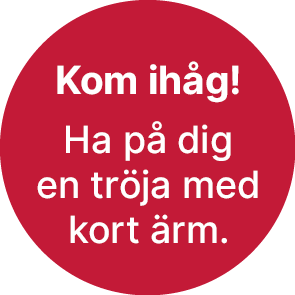 Kom ihåg!
Ha på dig
en tröja med
kort ärm.